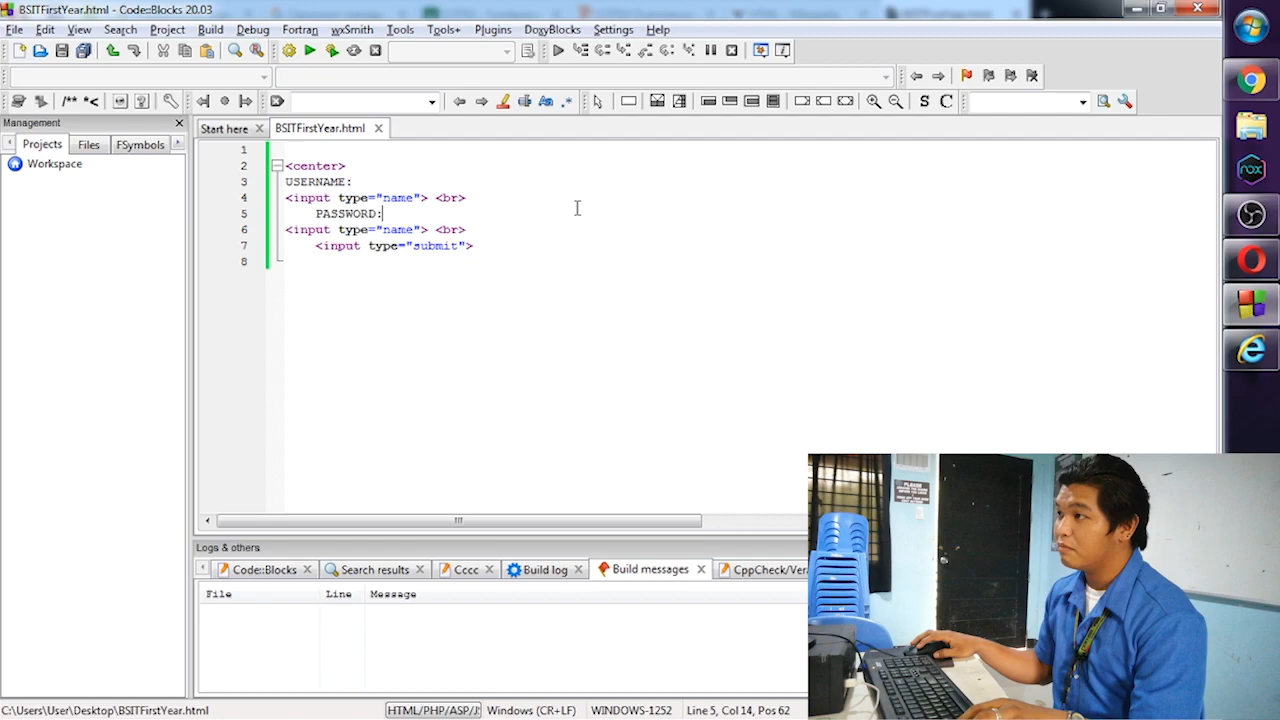 BSITFirstYear.html - Code::Blocks 20.03
File Edit View Search Project Build Debug Fortran wxSmith Tools Tools+ Plugins DoxyBlocks Settings Help
/** *<
S C
Management
Projects Files FSymbols
Workspace
Start here BSITFirstYear.html
1
2 <center>
3 USERNAME:
4 <input type="name"> <br>
5 PASSWORD:
6 <input type="name"> <br>
7 <input type="submit">
8
Logs & others
Code::Blocks Search results Cccc Build log Build messages CppCheck/Vera
File Line Message
C:\Users\User\Desktop\BSITFirstYear.html HTML/PHP/ASP/J Windows (CR+LF) WINDOWS-1252 Line 5, Col 14, Pos 62
nox
PLEASE